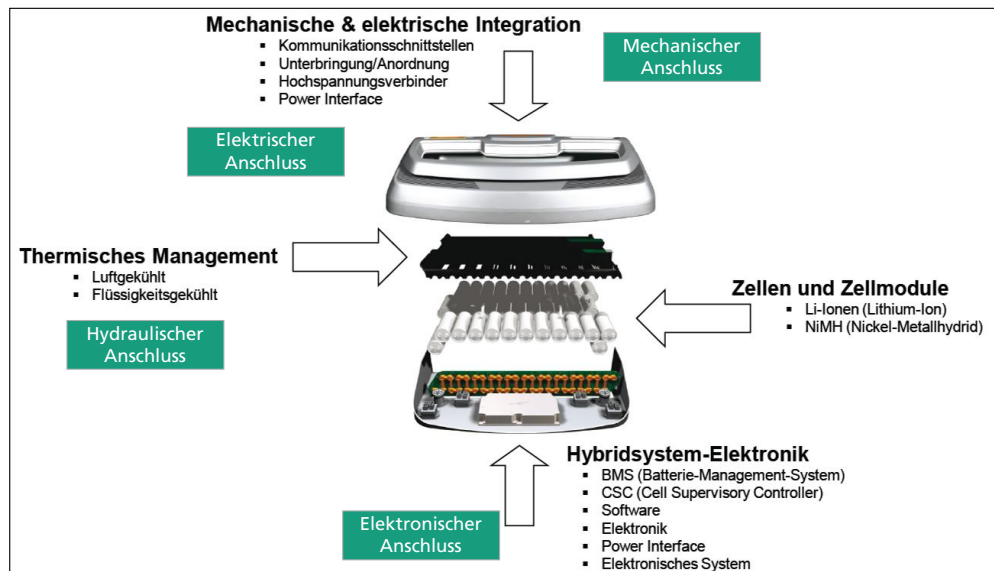 Mechanische & elektrische Integration
▪ Kommunikationsschnittstellen
▪ Unterbringung/Anordnung
▪ Hochspannungsverbinder
▪ Power Interface
Mechanischer
Anschluss
Elektrischer
Anschluss
Thermisches Management
▪ Luftgekühlt
▪ Flüssigkeitsgekühlt
Hydraulischer
Anschluss
Zellen und Zellmodule
▪ Li-Ionen (Lithium-Ion)
▪ NiMH (Nickel-Metallhydrid)
Hybridsystem-Elektronik
▪ BMS (Batterie-Management-System)
▪ CSC (Cell Supervisory Controller)
▪ Software
▪ Elektronik
▪ Power Interface
▪ Elektronisches System
Elektronischer
Anschluss